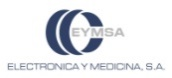 EYMSA
ELECTRONICA Y MEDICINA, S.A.